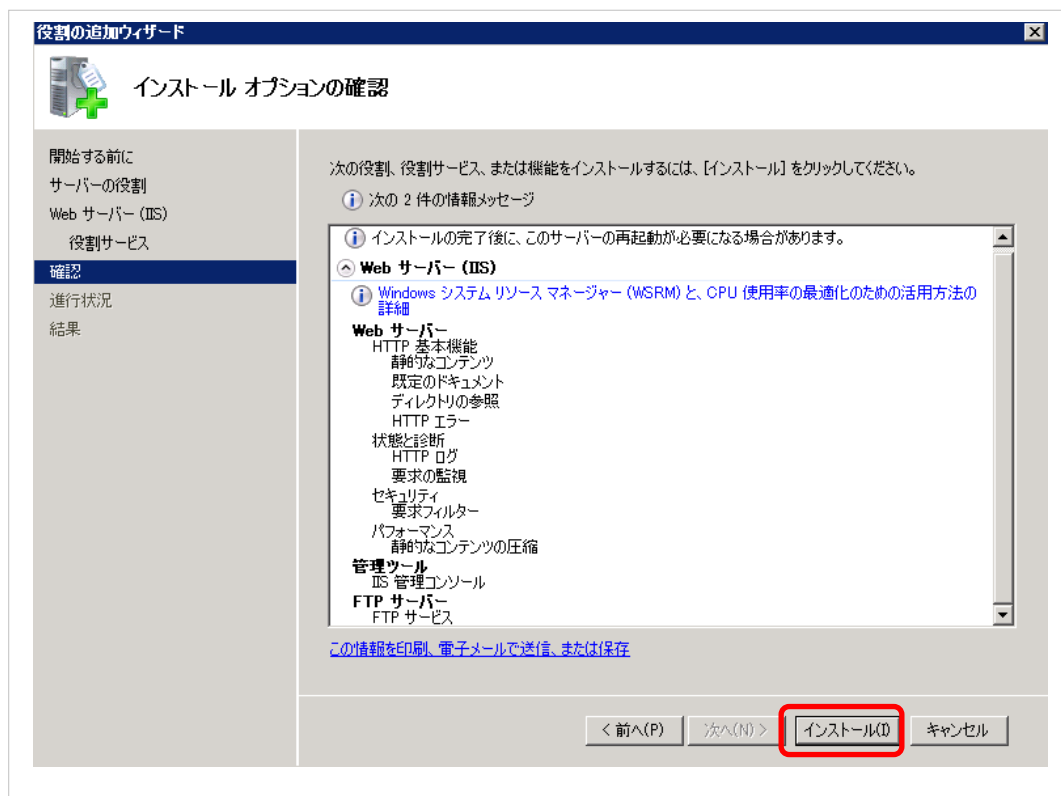 役割の追加ウィザード
インストール オプションの確認
開始する前に
サーバーの役割
Web サーバー (IIS)
役割サービス
確認
進行状況
結果
次の役割、役割サービス、または機能をインストールするには、[インストール] をクリックしてください。
次の 2 件の情報メッセージ
インストールの完了後に、このサーバーの再起動が必要になる場合があります。
Web サーバー (IIS)
Windows システム リソース マネージャー (WSRM) と、CPU 使用率の最適化のための活用方法の
詳細
Web サーバー
HTTP 基本機能
静的なコンテンツ
既定のドキュメント
ディレクトリの参照
HTTP エラー
状態と診断
HTTP ログ
要求の監視
セキュリティ
要求フィルター
パフォーマンス
静的なコンテンツの圧縮
管理ツール
IIS 管理コンソール
FTP サーバー
FTP サービス
この情報を印刷、電子メールで送信、または保存
< 前へ(P) 次へ(N) > インストール(I) キャンセル